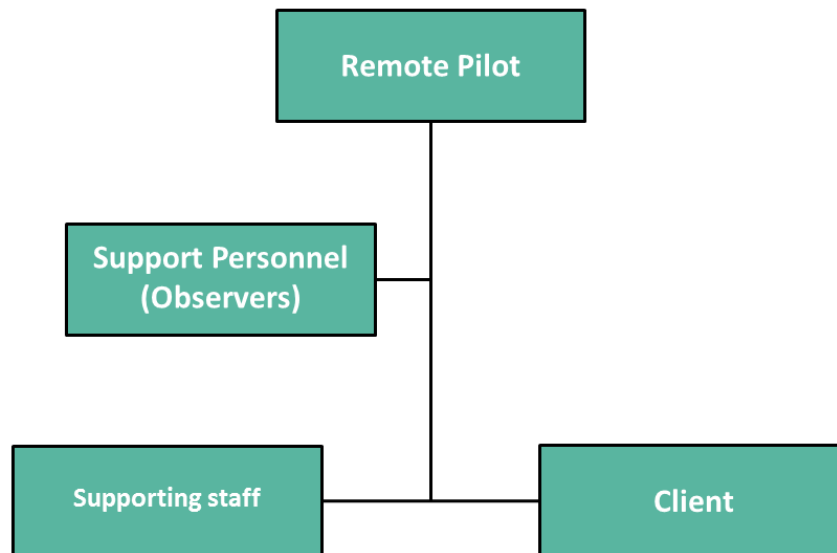 Remote Pilot
Support Personnel
(Observers)
Supporting staff
Client